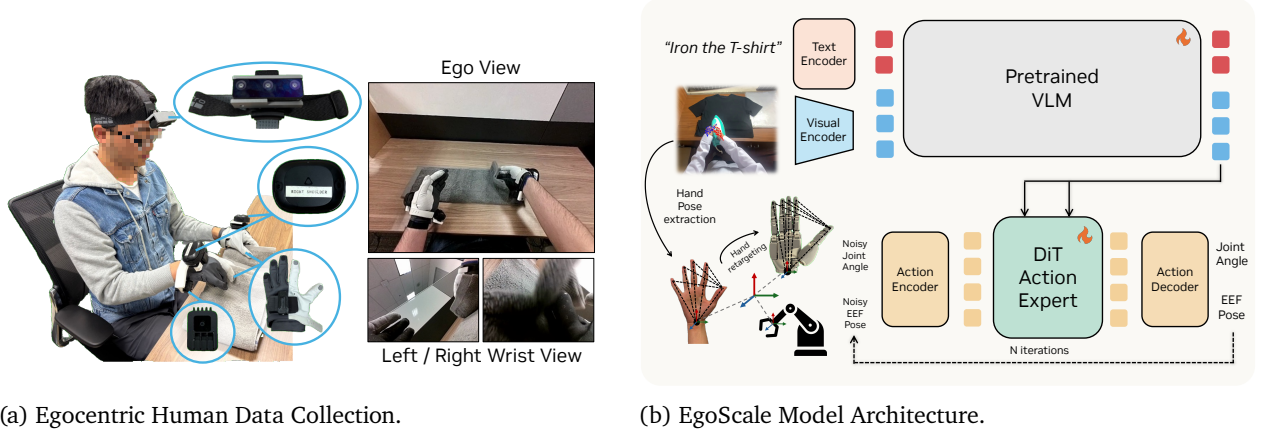 Ego View
RIGHT SHOULDER
Left / Right Wrist View
(a) Egocentric Human Data Collection.
"Iron the T-shirt"
Text
Encoder
Visual
Encoder
Pretrained
VLM
Hand
Pose
extraction
Hand
retargeting
Noisy
Joint
Angle
Noisy
EEF
Pose
Action
Encoder
DiT
Action
Expert
Action
Decoder
Joint
Angle
EEF
Pose
N iterations
(b) EgoScale Model Architecture.